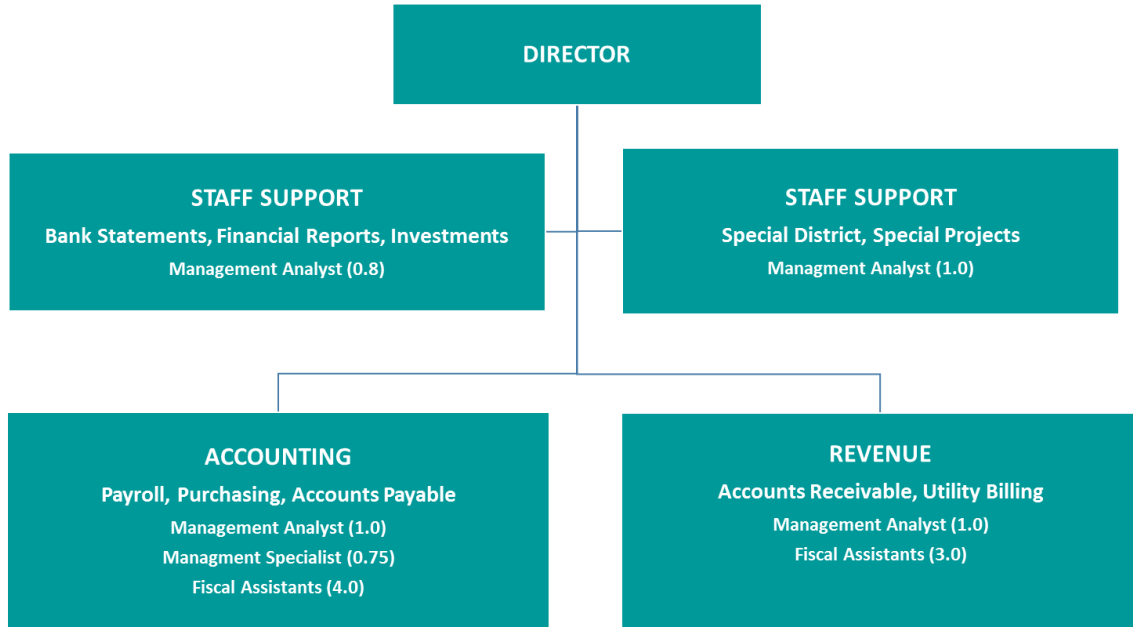 DIRECTOR
STAFF SUPPORT
Bank Statements, Financial Reports, Investments
Management Analyst (0.8)
STAFF SUPPORT
Special District, Special Projects
Managment Analyst (1.0)
ACCOUNTING
Payroll, Purchasing, Accounts Payable
Management Analyst (1.0)
Managment Specialist (0.75)
Fiscal Assistants (4.0)
REVENUE
Accounts Receivable, Utility Billing
Management Analyst (1.0)
Fiscal Assistants (3.0)